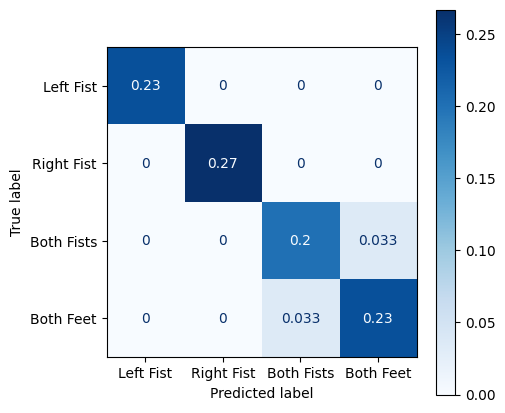 Left Fist 0.23 0 0 0
Right Fist 0 0.27 0 0
Both Fists 0 0 0.2 0.033
Both Feet 0 0 0.033 0.23
Left Fist Right Fist Both Fists Both Feet
Predicted label
True label
0.25
0.20
0.15
0.10
0.05
0.00